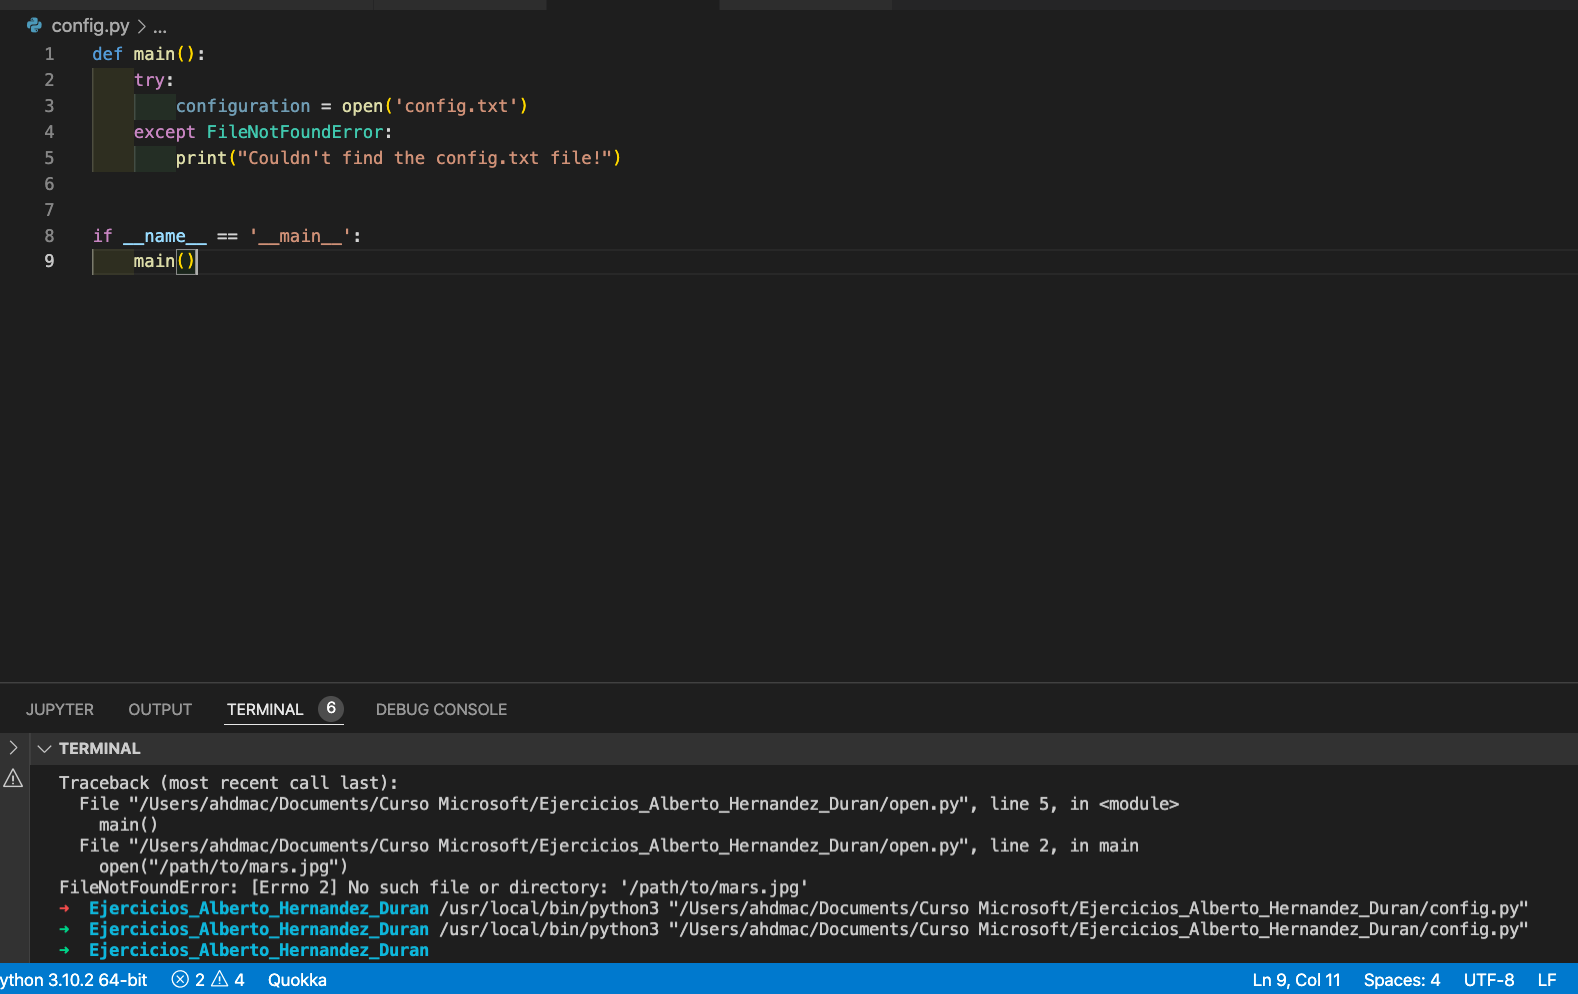 config.py > ...
1 def main():
2     try:
3         configuration = open('config.txt')
4     except FileNotFoundError:
5         print("Couldn't find the config.txt file!")
6
7
8 if __name__ == '__main__':
9     main()
JUPYTER OUTPUT TERMINAL 6 DEBUG CONSOLE
TERMINAL
Traceback (most recent call last):
  File "/Users/ahdmac/Documents/Curso Microsoft/Ejercicios_Alberto_Hernandez_Duran/open.py", line 5, in <module>
    main()
  File "/Users/ahdmac/Documents/Curso Microsoft/Ejercicios_Alberto_Hernandez_Duran/open.py", line 2, in main
    open("/path/to/mars.jpg")
FileNotFoundError: [Errno 2] No such file or directory: '/path/to/mars.jpg'
➜  Ejercicios_Alberto_Hernandez_Duran /usr/local/bin/python3 "/Users/ahdmac/Documents/Curso Microsoft/Ejercicios_Alberto_Hernandez_Duran/config.py"
➜  Ejercicios_Alberto_Hernandez_Duran /usr/local/bin/python3 "/Users/ahdmac/Documents/Curso Microsoft/Ejercicios_Alberto_Hernandez_Duran/config.py"
➜  Ejercicios_Alberto_Hernandez_Duran
ython 3.10.2 64-bit 2 4 Quokka Ln 9, Col 11 Spaces: 4 UTF-8 LF